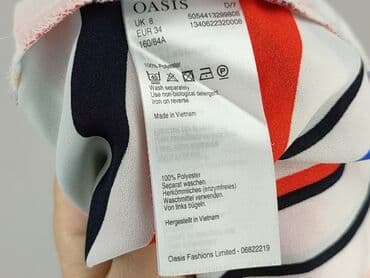 OASIS
UK 8
EUR 34
160/84A
D/7
5054413299808
1340622320008
100% Polyester
Wash separately
Use non-biological detergent
Iron on reverse
Made in Vietnam
100% Polyester
Separat waschen.
Herkömmliches (enzymfreies)
Waschmittel verwenden.
Von links bügeln.
Hergestellt in Vietnam
Oasis Fashions Limited - 06822219